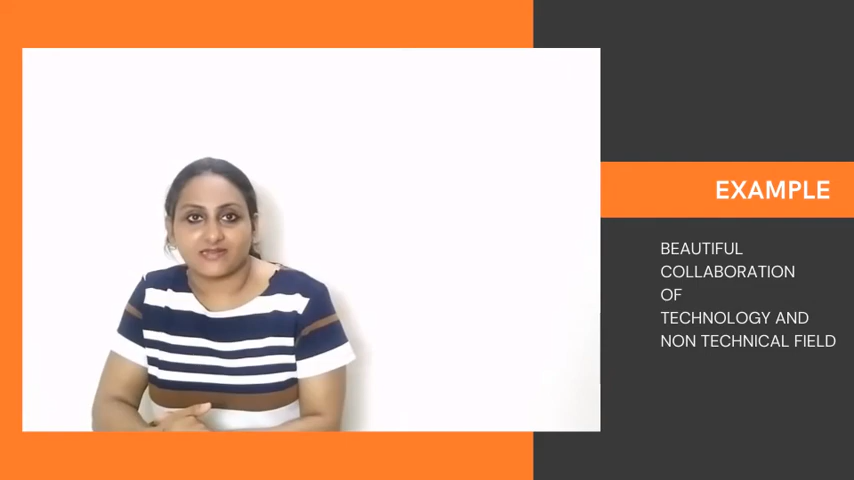 EXAMPLE
BEAUTIFUL
COLLABORATION
OF
TECHNOLOGY AND
NON TECHNICAL FIELD